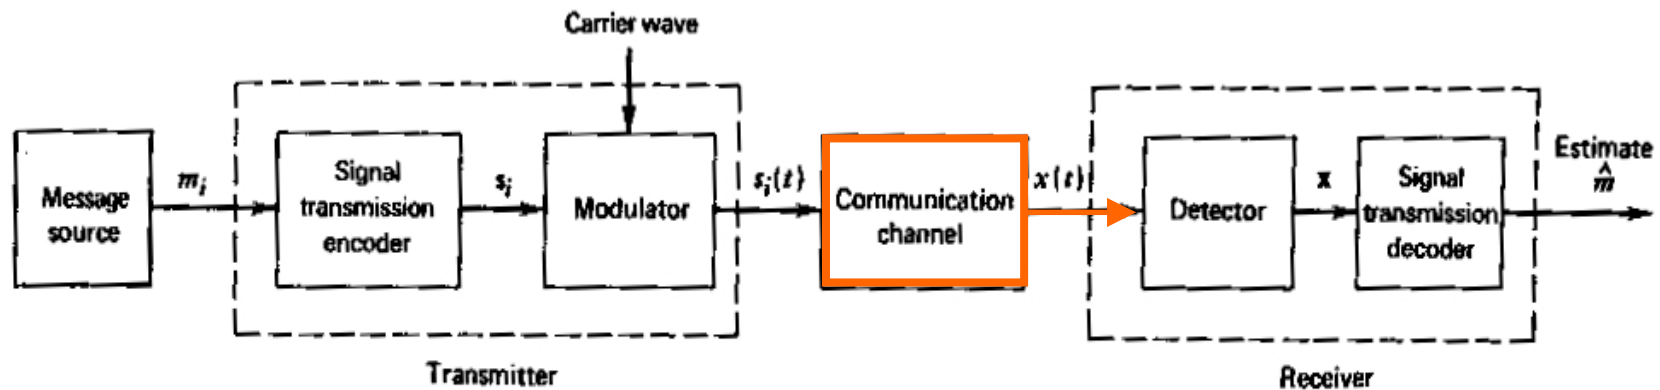 Carrier wave
Message
source
m_i
Signal
transmission
encoder
s_i
Modulator
s_i(t)
Communication
channel
x(t)
Detector
x
Signal
transmission
decoder
Estimate
m̂
Transmitter
Receiver